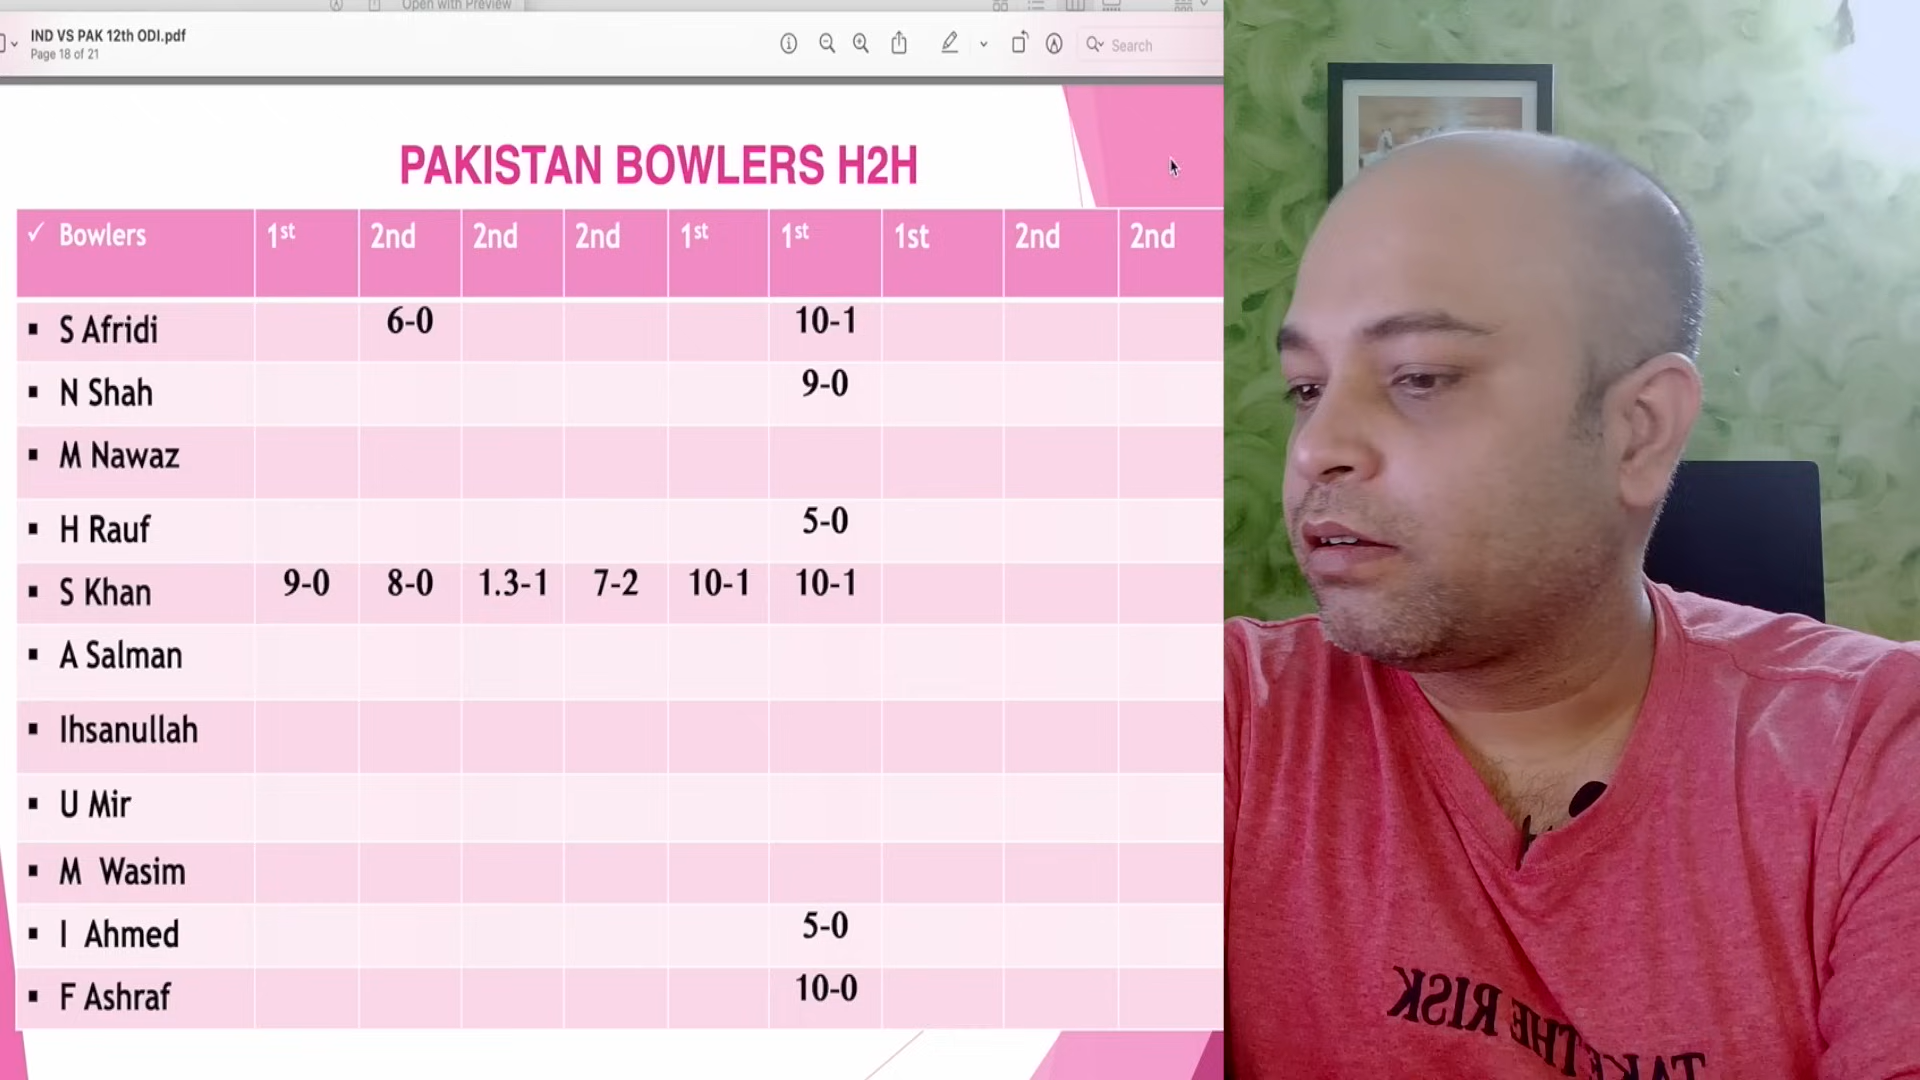 Open with Preview
IND VS PAK 12th ODI.pdf
Page 18 of 21
Search
PAKISTAN BOWLERS H2H
✓ Bowlers 1st 2nd 2nd 2nd 1st 1st 1st 2nd 2nd
▪ S Afridi 6-0 10-1
▪ N Shah 9-0
▪ M Nawaz
▪ H Rauf 5-0
▪ S Khan 9-0 8-0 1.3-1 7-2 10-1 10-1
▪ A Salman
▪ Ihsanullah
▪ U Mir
▪ M Wasim
▪ I Ahmed 5-0
▪ F Ashraf 10-0
TAKE THE RISK